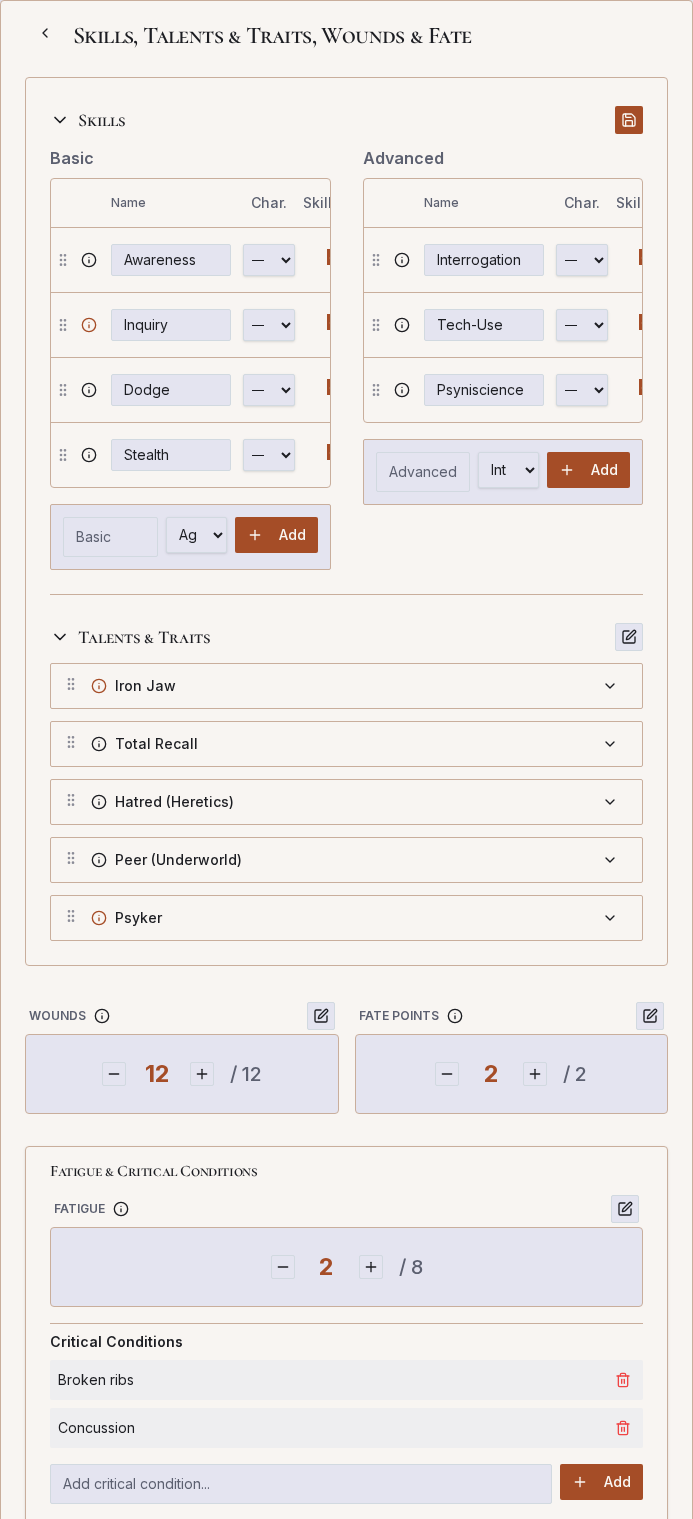 Skills, Talents & Traits, Wounds & Fate
Skills
Basic
Name Char. Skill
Awareness —
Inquiry —
Dodge —
Stealth —
Basic Ag Add
Advanced
Name Char. Skil
Interrogation —
Tech-Use —
Psyniscience —
Advanced Int Add
Talents & Traits
Iron Jaw
Total Recall
Hatred (Heretics)
Peer (Underworld)
Psyker
WOUNDS
12 / 12
FATE POINTS
2 / 2
Fatigue & Critical Conditions
FATIGUE
2 / 8
Critical Conditions
Broken ribs
Concussion
Add critical condition... Add